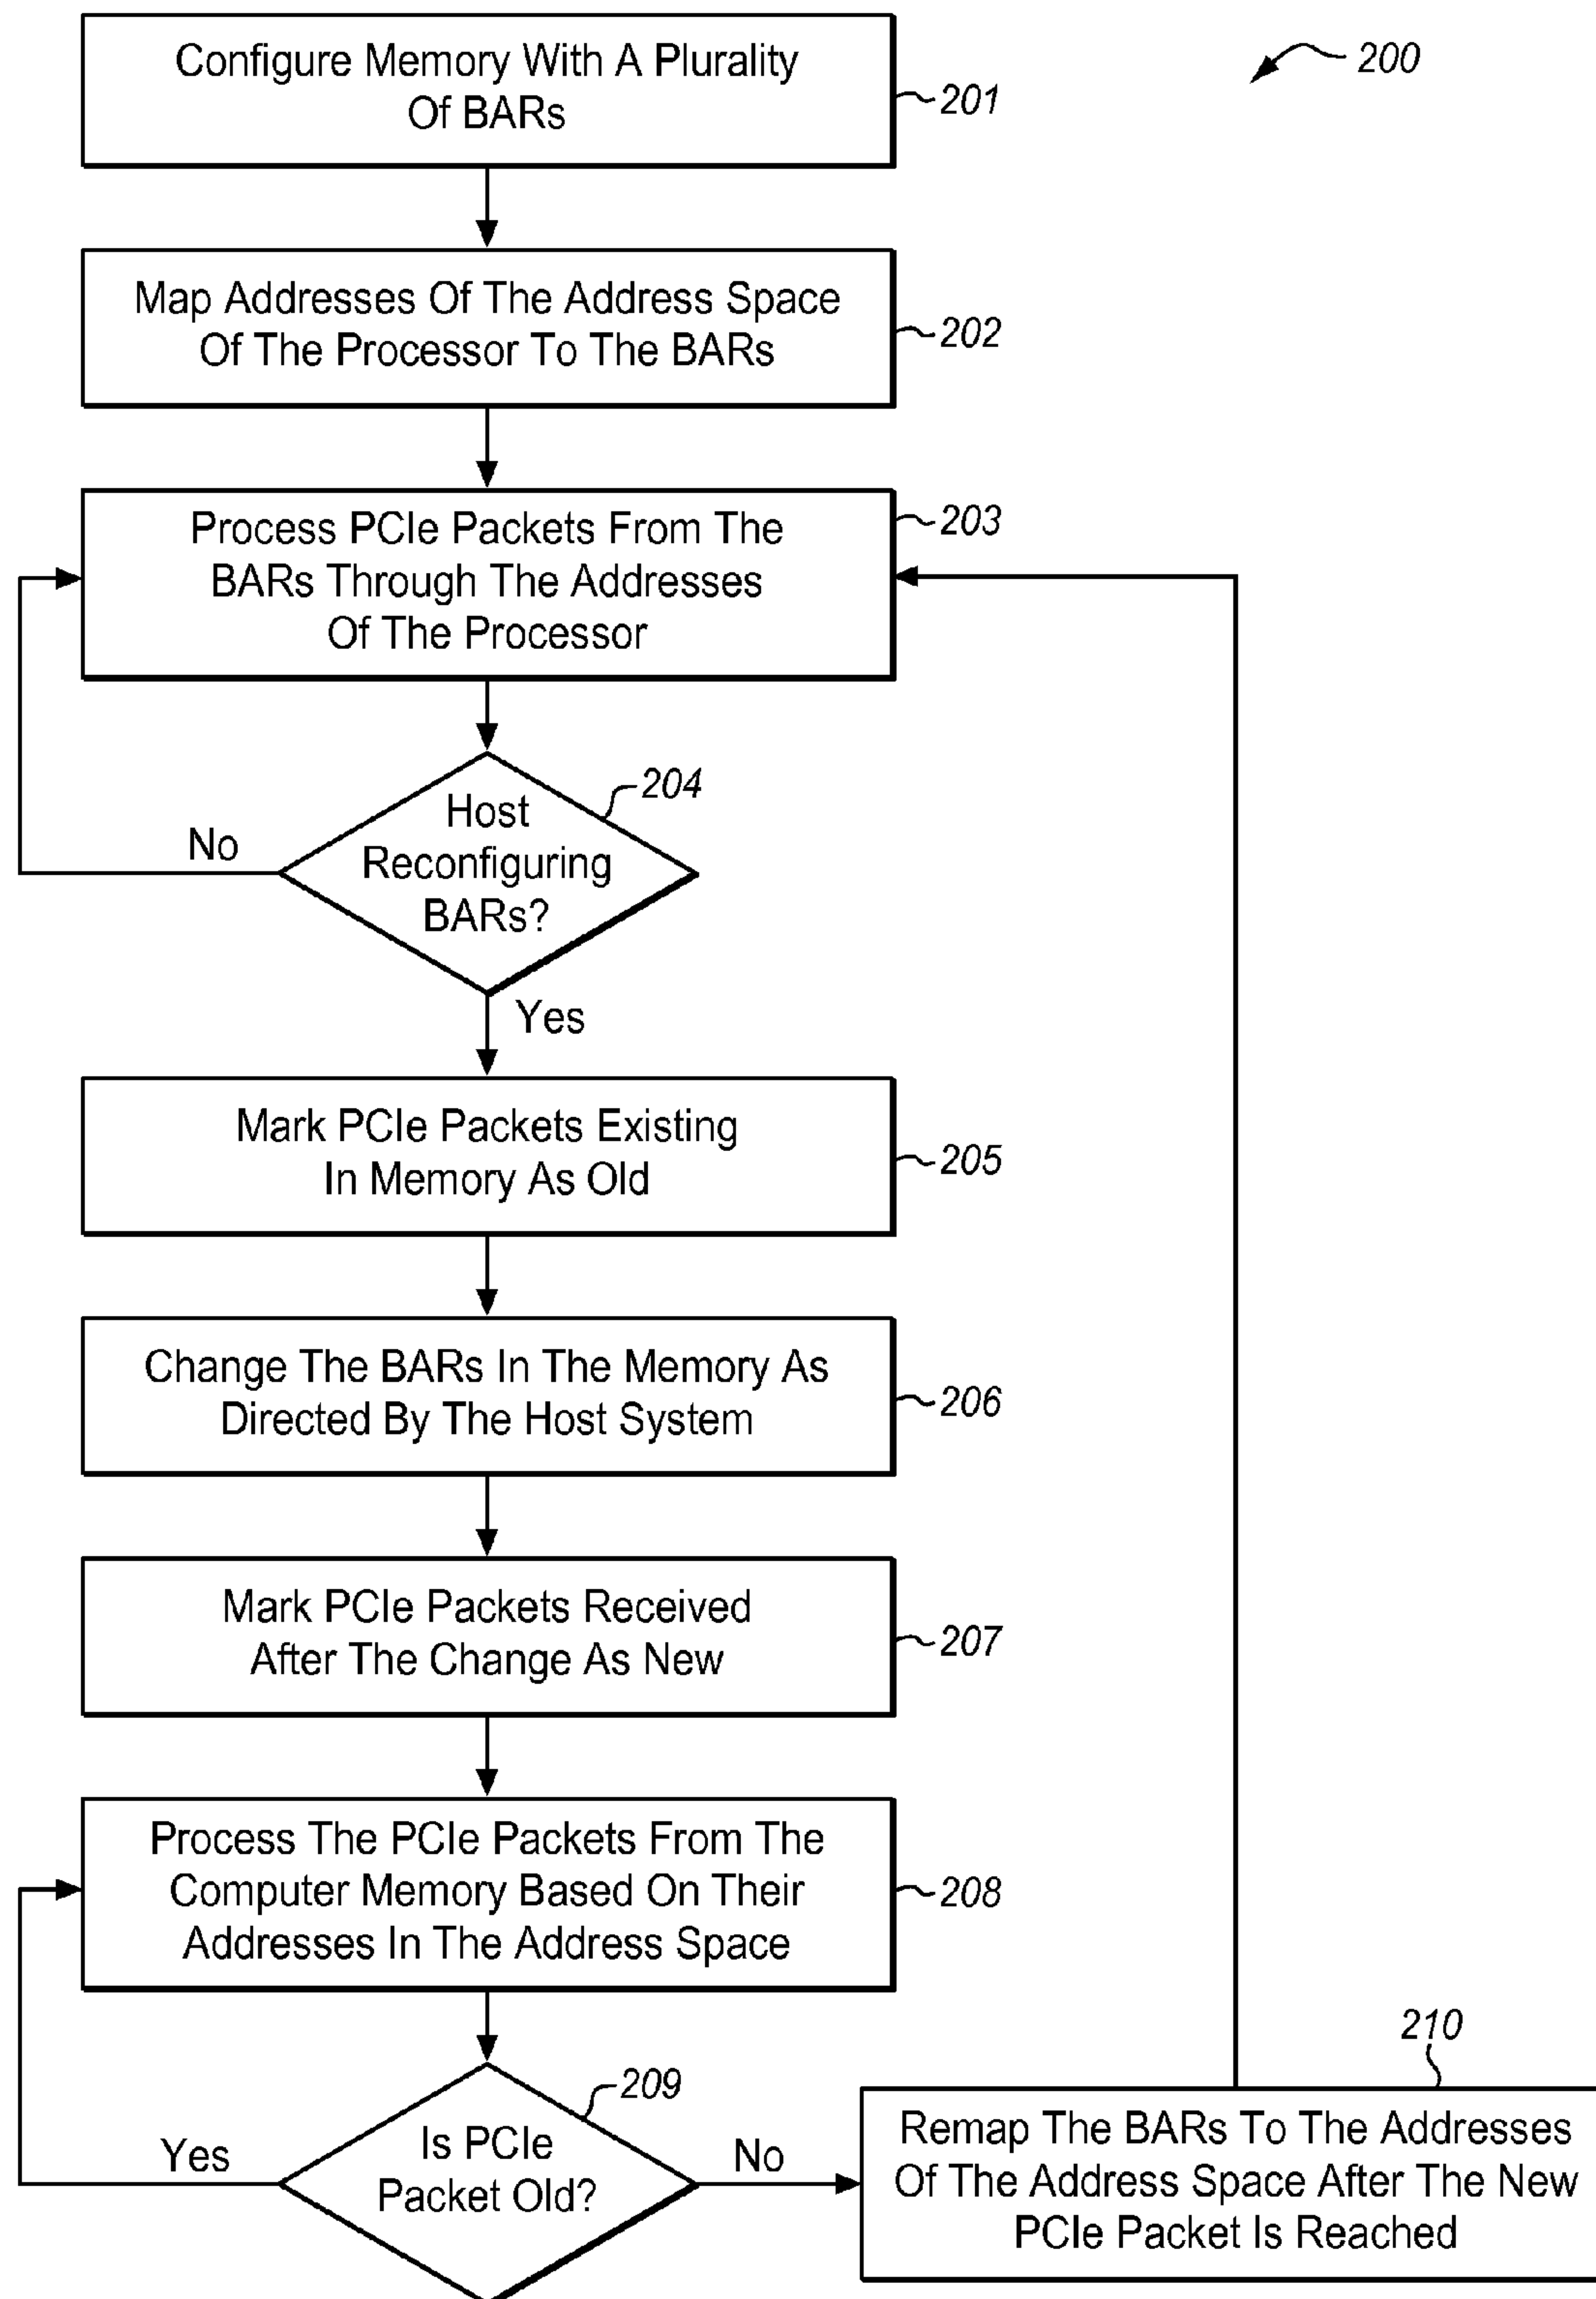 200
Configure Memory With A Plurality
Of BARs
201
Map Addresses Of The Address Space
Of The Processor To The BARs
202
Process PCIe Packets From The
BARs Through The Addresses
Of The Processor
203
Host
Reconfiguring
BARs?
204
No
Yes
Mark PCIe Packets Existing
In Memory As Old
205
Change The BARs In The Memory As
Directed By The Host System
206
Mark PCIe Packets Received
After The Change As New
207
Process The PCIe Packets From The
Computer Memory Based On Their
Addresses In The Address Space
208
Is PCIe
Packet Old?
209
Yes
No
210
Remap The BARs To The Addresses
Of The Address Space After The New
PCIe Packet Is Reached